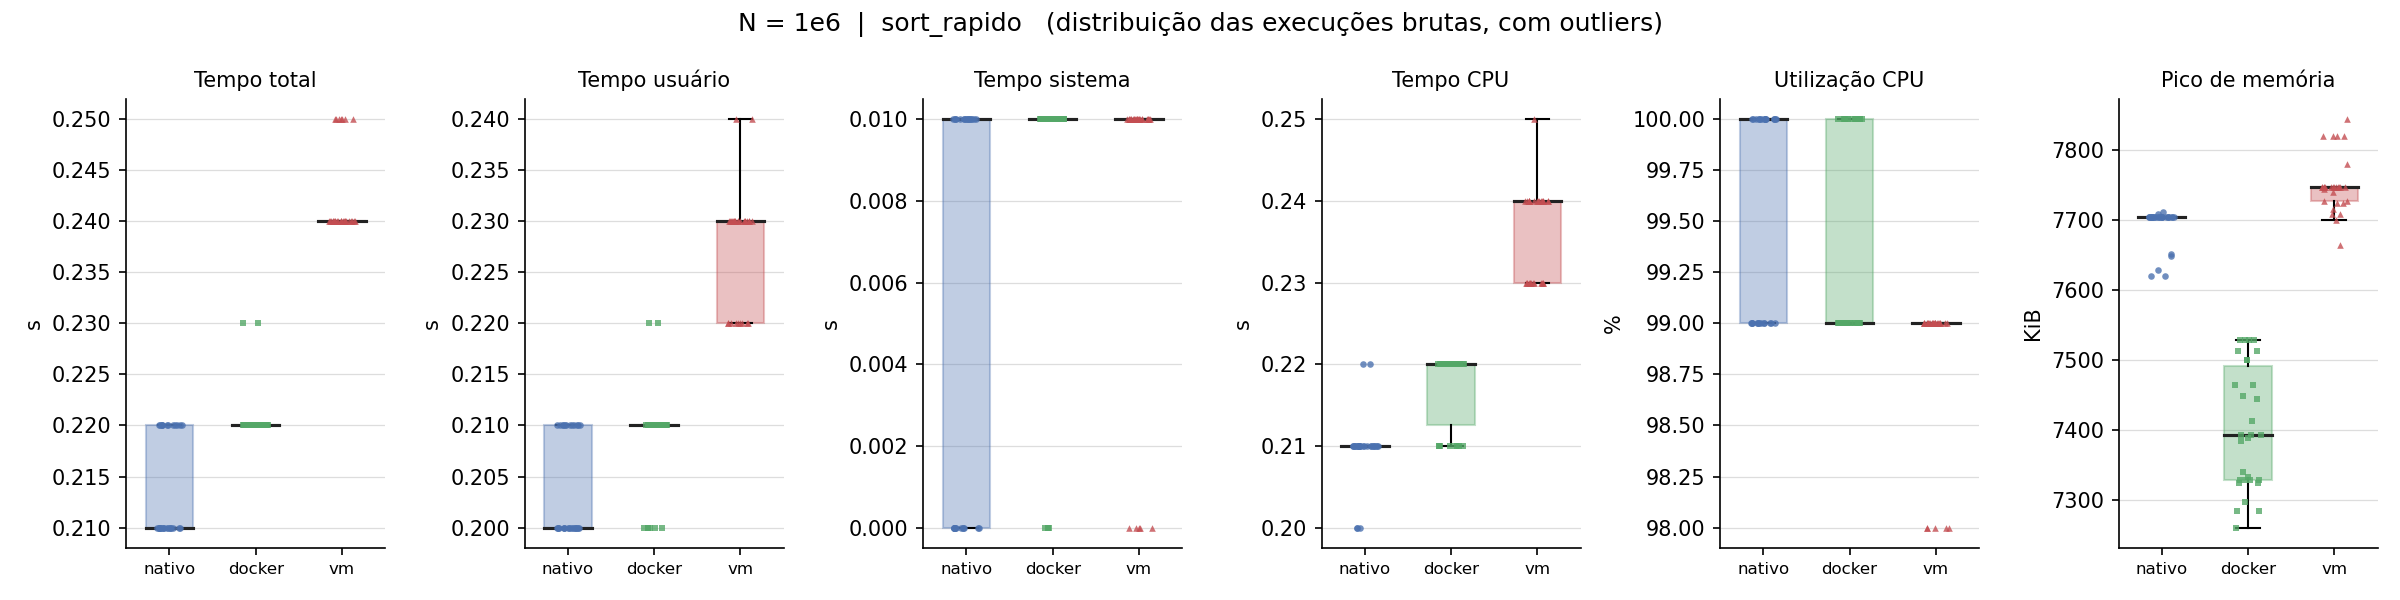 N = 1e6 | sort_rapido (distribuição das execuções brutas, com outliers)
Tempo total
s
0.250
0.245
0.240
0.235
0.230
0.225
0.220
0.215
0.210
nativo docker vm
Tempo usuário
s
0.240
0.235
0.230
0.225
0.220
0.215
0.210
0.205
0.200
nativo docker vm
Tempo sistema
s
0.010
0.008
0.006
0.004
0.002
0.000
nativo docker vm
Tempo CPU
s
0.25
0.24
0.23
0.22
0.21
0.20
nativo docker vm
Utilização CPU
%
100.00
99.75
99.50
99.25
99.00
98.75
98.50
98.25
98.00
nativo docker vm
Pico de memória
KiB
7800
7700
7600
7500
7400
7300
nativo docker vm